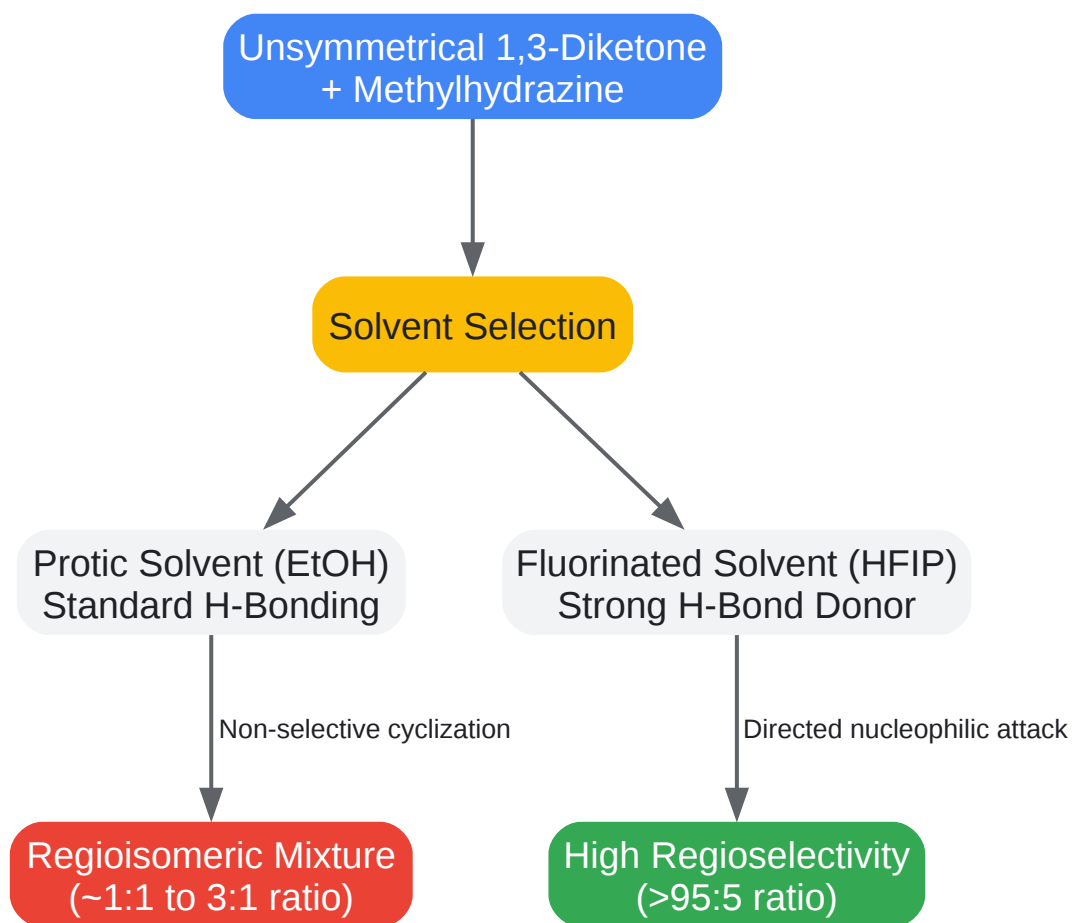 Unsymmetrical 1,3-Diketone
+ Methylhydrazine
Solvent Selection
Protic Solvent (EtOH)
Standard H-Bonding
Fluorinated Solvent (HFIP)
Strong H-Bond Donor
Non-selective cyclization
Directed nucleophilic attack
Regioisomeric Mixture
(~1:1 to 3:1 ratio)
High Regioselectivity
(>95:5 ratio)